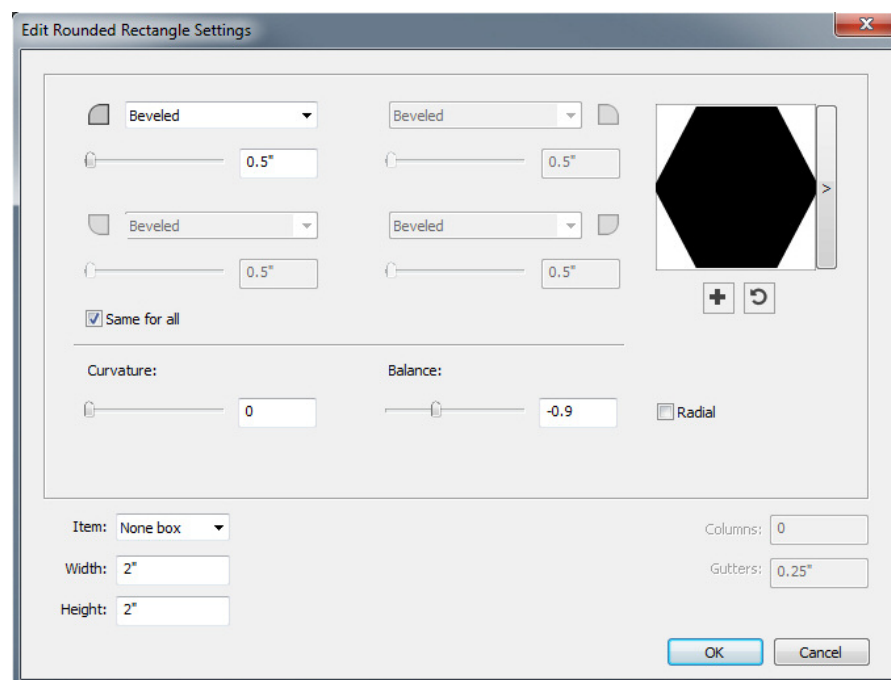 Edit Rounded Rectangle Settings
Beveled
Beveled
0.5"
0.5"
>
Beveled
Beveled
0.5"
0.5"
Same for all
Curvature:
Balance:
0
-0.9
Radial
Item: None box
Columns: 0
Width: 2"
Gutters: 0.25"
Height: 2"
OK
Cancel